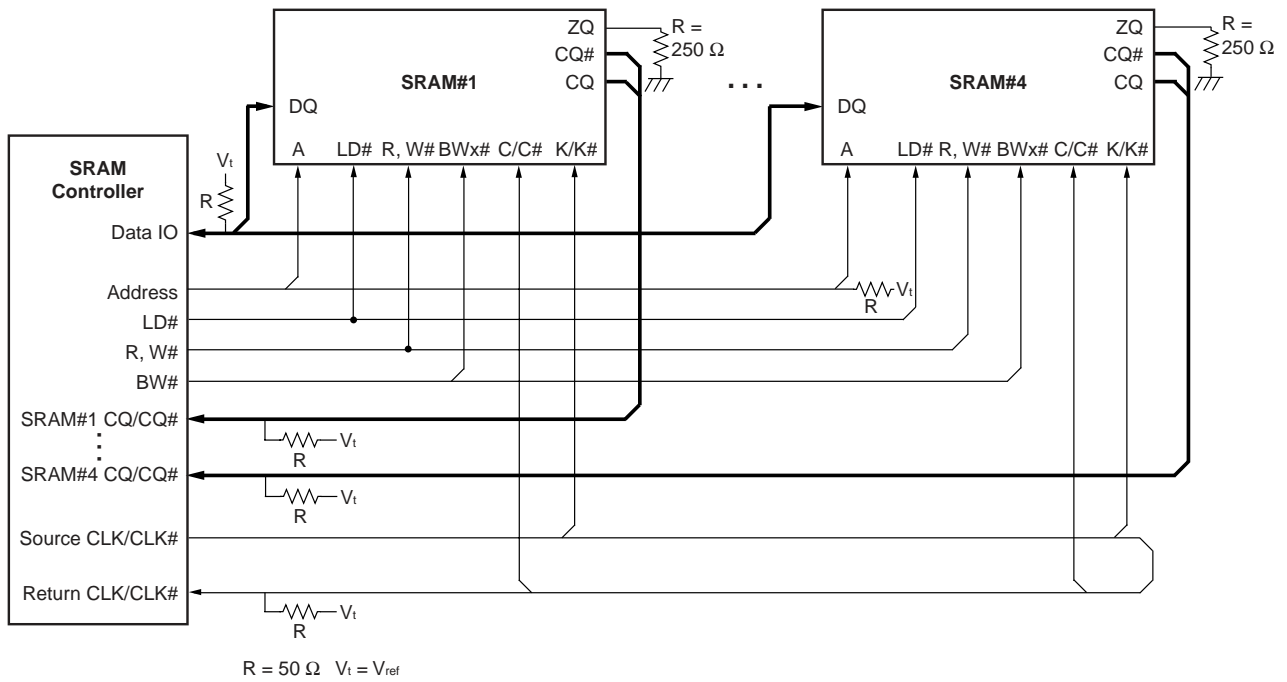 ZQ
CQ#
CQ
SRAM#1
DQ
A LD# R, W# BWx# C/C# K/K#
R =
250 Ω
. . .
ZQ
CQ#
CQ
SRAM#4
DQ
A LD# R, W# BWx# C/C# K/K#
R =
250 Ω
SRAM
Controller
Vt
R
Data IO
Address
R Vt
LD#
R, W#
BW#
SRAM#1 CQ/CQ#
R Vt
SRAM#4 CQ/CQ#
R Vt
Source CLK/CLK#
Return CLK/CLK#
R Vt
R = 50 Ω Vt = Vref